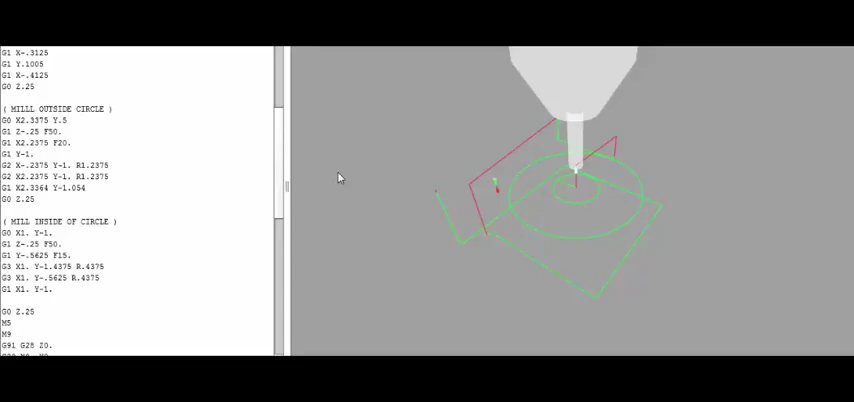 G1 X-.3125
G1 Y.1005
G1 X-.4125
G0 Z.25
( MILLL OUTSIDE CIRCLE )
G0 X2.3375 Y.5
G1 Z-.25 F50.
G1 X2.2375 F20.
G1 Y-1.
G2 X-.2375 Y-1. R1.2375
G2 X2.2375 Y-1. R1.2375
G1 X2.3364 Y-1.054
G0 Z.25
( MILL INSIDE OF CIRCLE )
G0 X1. Y-1.
G1 Z-.25 F50.
G1 Y-.5625 F15.
G3 X1. Y-1.4375 R.4375
G3 X1. Y-.5625 R.4375
G1 X1. Y-1.
G0 Z.25
M5
M9
G91 G28 Z0.